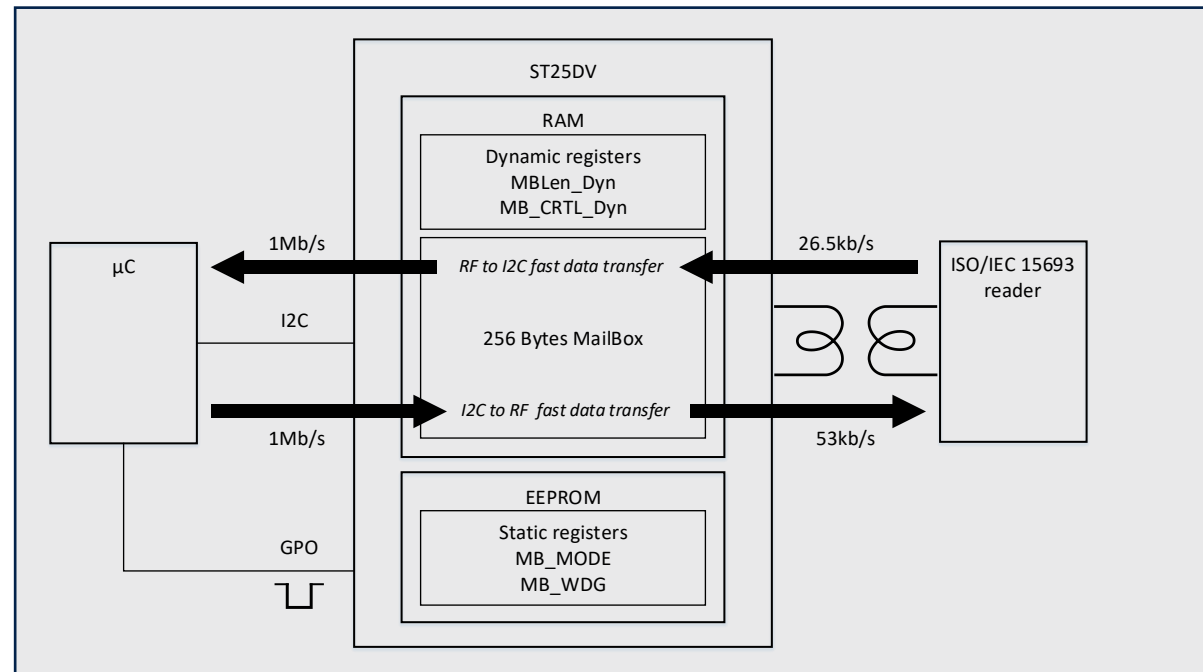 ST25DV
RAM
Dynamic registers
MBLen_Dyn
MB_CRTL_Dyn
1Mb/s
26.5kb/s
µC
RF to I2C fast data transfer
ISO/IEC 15693
reader
I2C
256 Bytes MailBox
I2C to RF fast data transfer
1Mb/s
53kb/s
EEPROM
Static registers
MB_MODE
MB_WDG
GPO